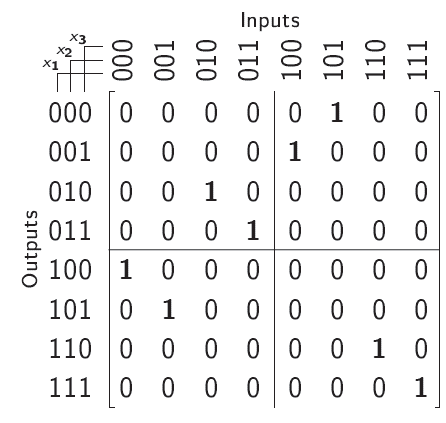 Inputs
x3
x2
x1
000 001 010 011 100 101 110 111
Outputs
000 0 0 0 0 0 1 0 0
001 0 0 0 0 1 0 0 0
010 0 0 1 0 0 0 0 0
011 0 0 0 1 0 0 0 0
100 1 0 0 0 0 0 0 0
101 0 1 0 0 0 0 0 0
110 0 0 0 0 0 0 1 0
111 0 0 0 0 0 0 0 1